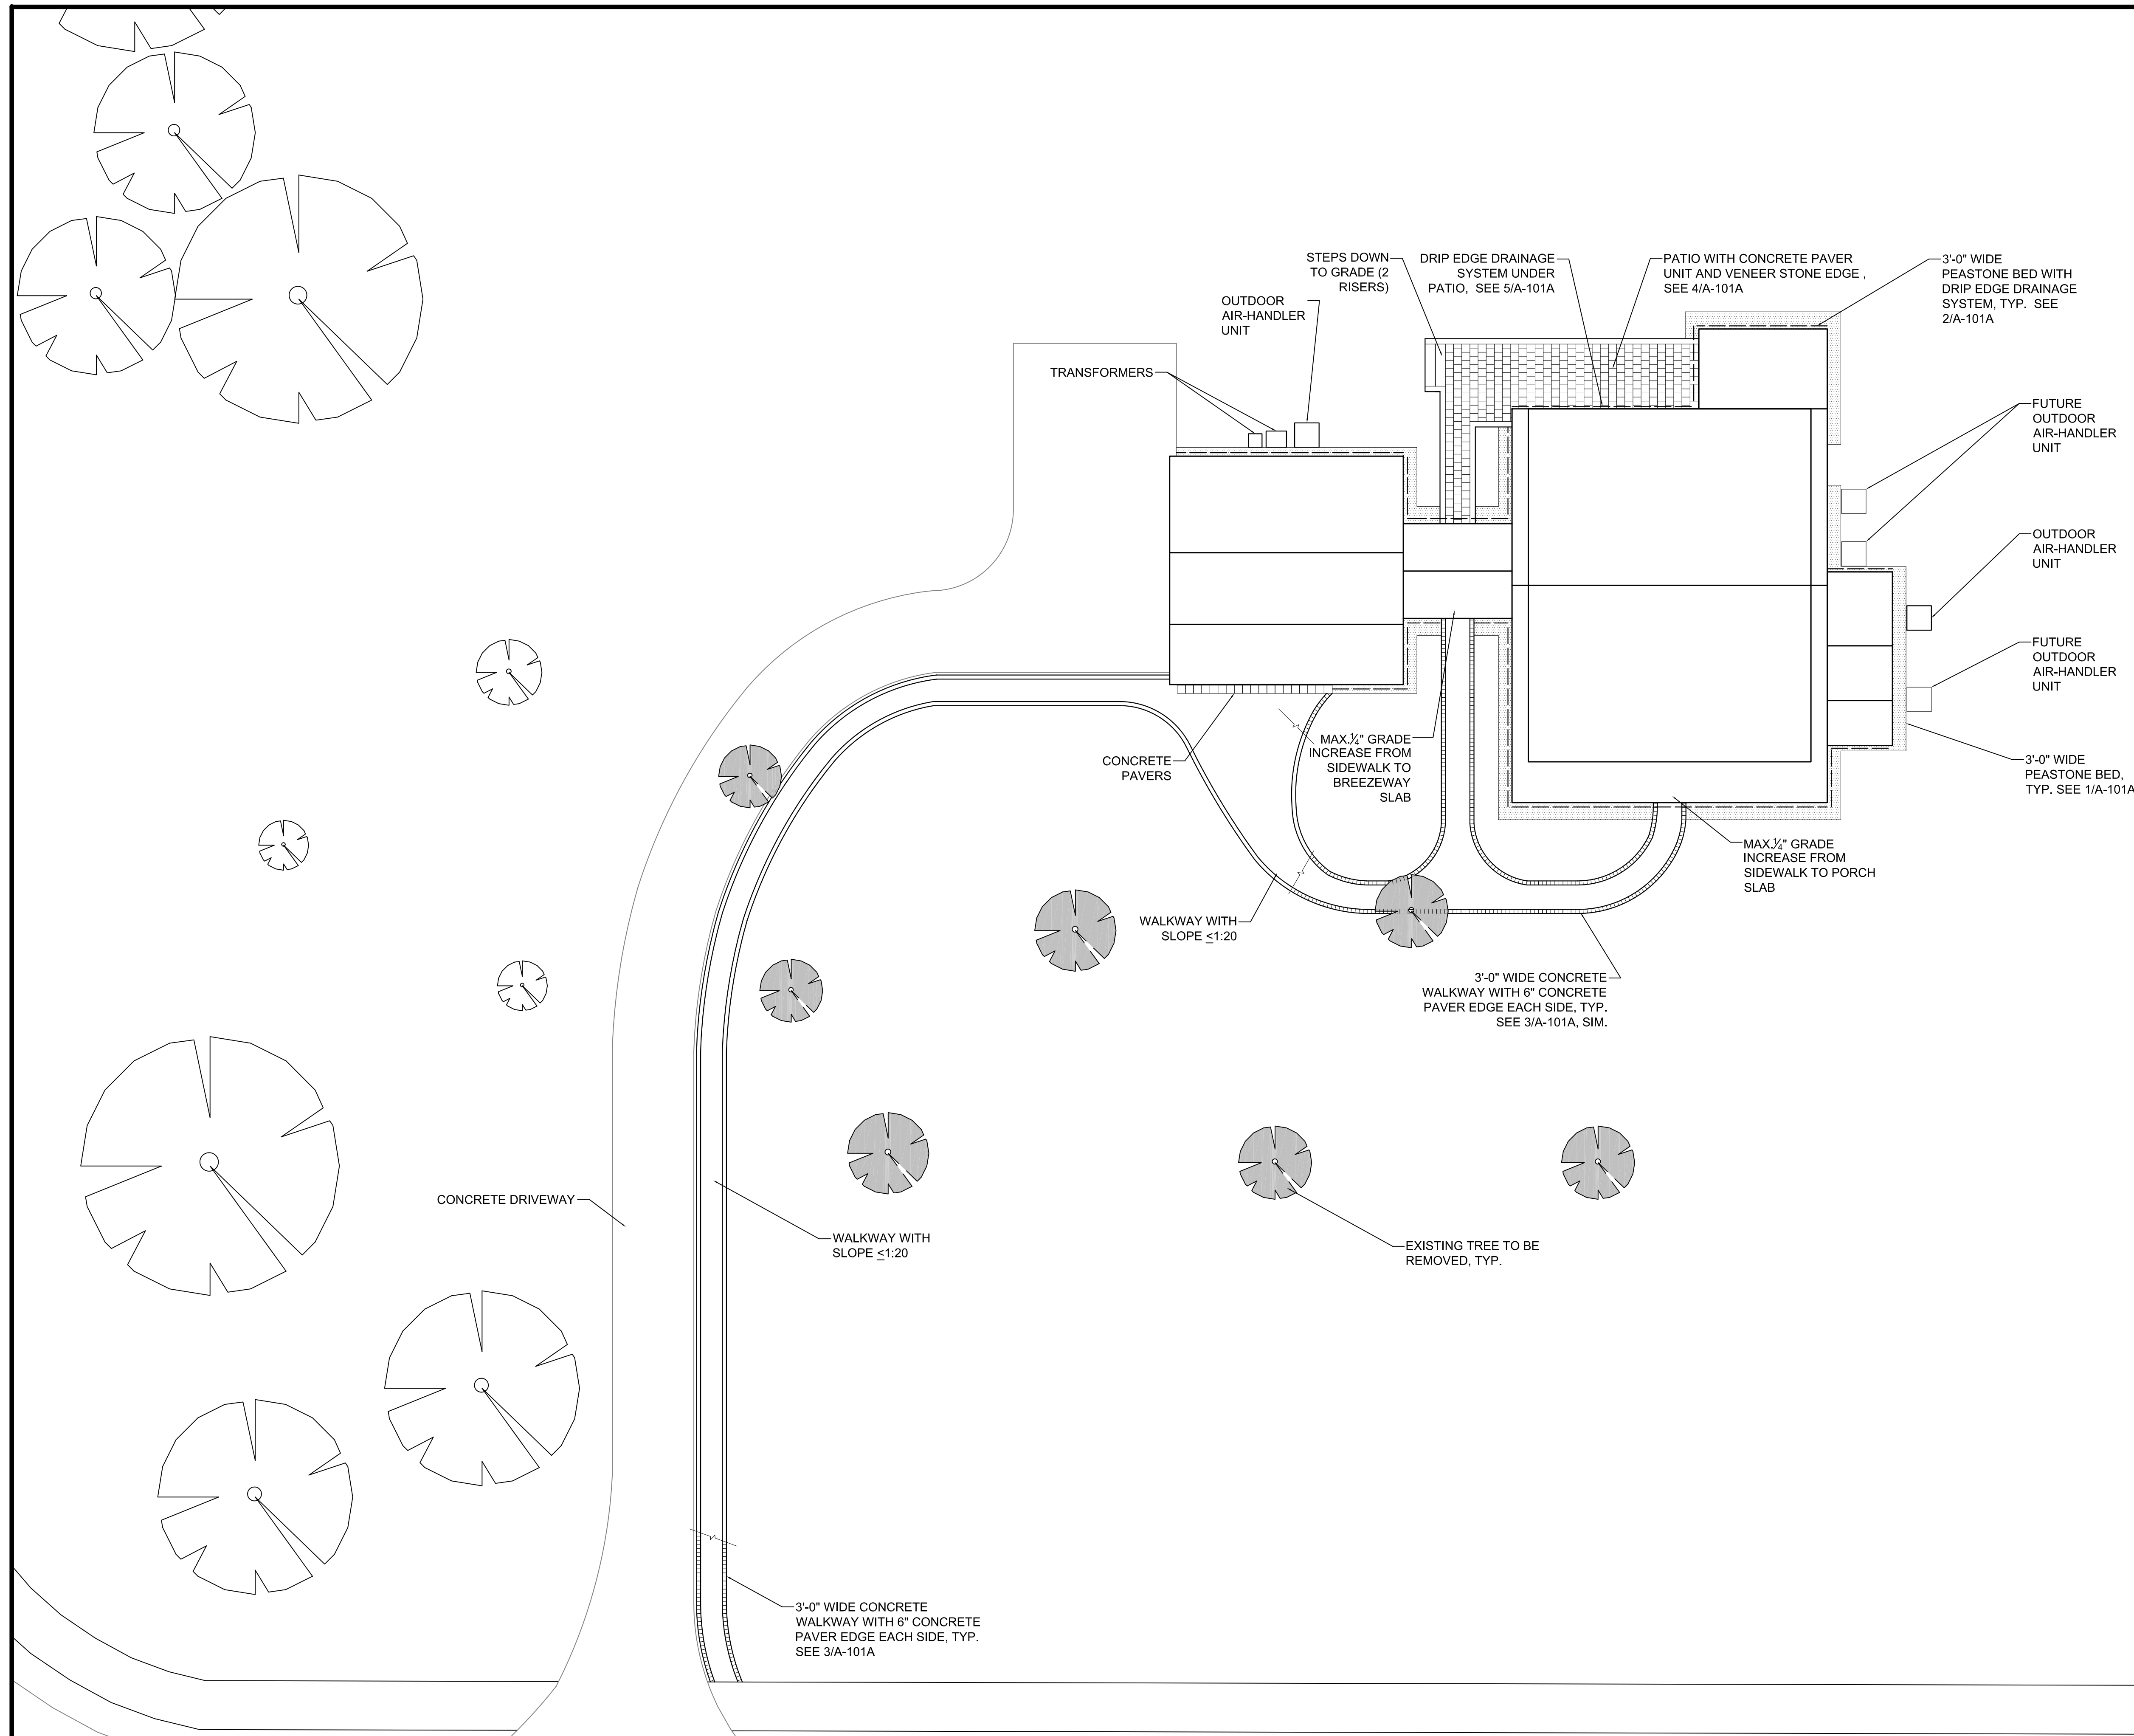 STEPS DOWN
TO GRADE (2
RISERS)
DRIP EDGE DRAINAGE
SYSTEM UNDER
PATIO, SEE 5/A-101A
PATIO WITH CONCRETE PAVER
UNIT AND VENEER STONE EDGE ,
SEE 4/A-101A
3'-0" WIDE
PEASTONE BED WITH
DRIP EDGE DRAINAGE
SYSTEM, TYP. SEE
2/A-101A
OUTDOOR
AIR-HANDLER
UNIT
TRANSFORMERS
FUTURE
OUTDOOR
AIR-HANDLER
UNIT
OUTDOOR
AIR-HANDLER
UNIT
FUTURE
OUTDOOR
AIR-HANDLER
UNIT
MAX.¼" GRADE
INCREASE FROM
SIDEWALK TO
BREEZEWAY
SLAB
CONCRETE
PAVERS
3'-0" WIDE
PEASTONE BED,
TYP. SEE 1/A-101A
MAX.¼" GRADE
INCREASE FROM
SIDEWALK TO PORCH
SLAB
WALKWAY WITH
SLOPE ≤1:20
3'-0" WIDE CONCRETE
WALKWAY WITH 6" CONCRETE
PAVER EDGE EACH SIDE, TYP.
SEE 3/A-101A, SIM.
CONCRETE DRIVEWAY
WALKWAY WITH
SLOPE ≤1:20
EXISTING TREE TO BE
REMOVED, TYP.
3'-0" WIDE CONCRETE
WALKWAY WITH 6" CONCRETE
PAVER EDGE EACH SIDE, TYP.
SEE 3/A-101A